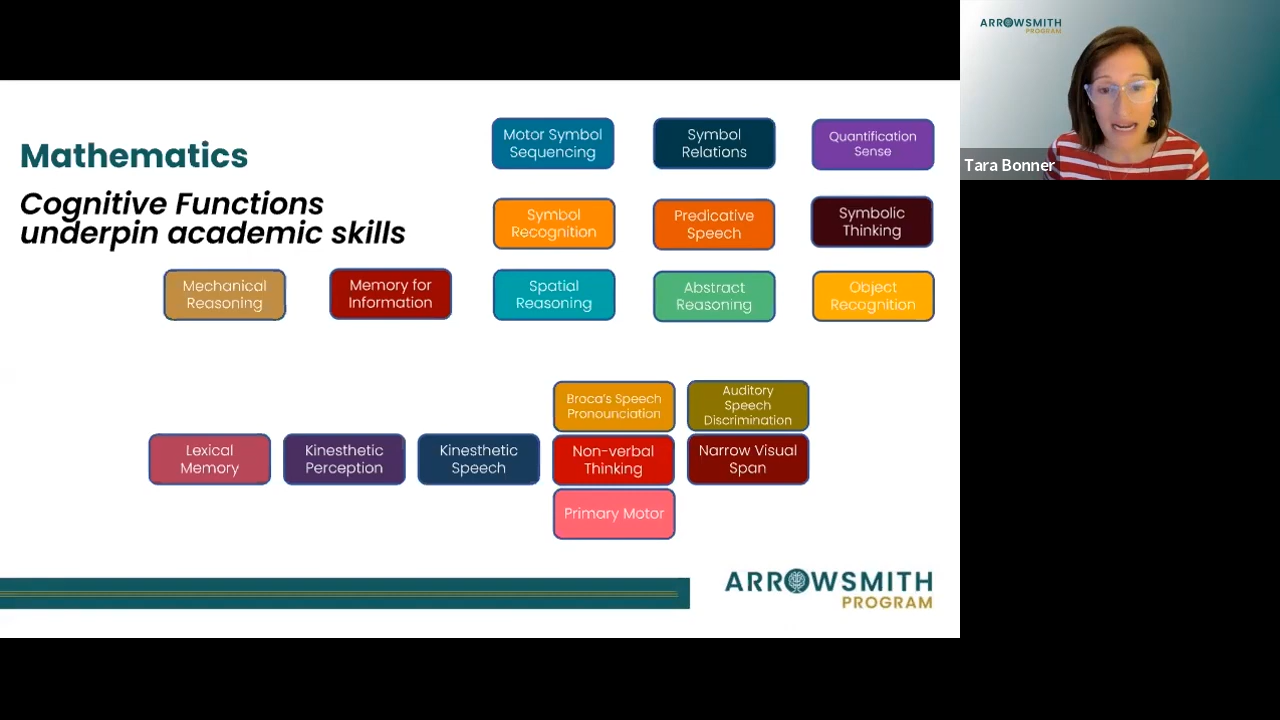 Mathematics
Cognitive Functions
underpin academic skills
Motor Symbol
Sequencing
Symbol
Relations
Quantification
Sense
Symbol
Recognition
Predicative
Speech
Symbolic
Thinking
Mechanical
Reasoning
Memory for
Information
Spatial
Reasoning
Abstract
Reasoning
Object
Recognition
Broca's Speech
Pronounciation
Auditory
Speech
Discrimination
Lexical
Memory
Kinesthetic
Perception
Kinesthetic
Speech
Non-verbal
Thinking
Narrow Visual
Span
Primary Motor
ARROWSMITH
PROGRAM
ARROWSMITH
PROGRAM
Tara Bonner